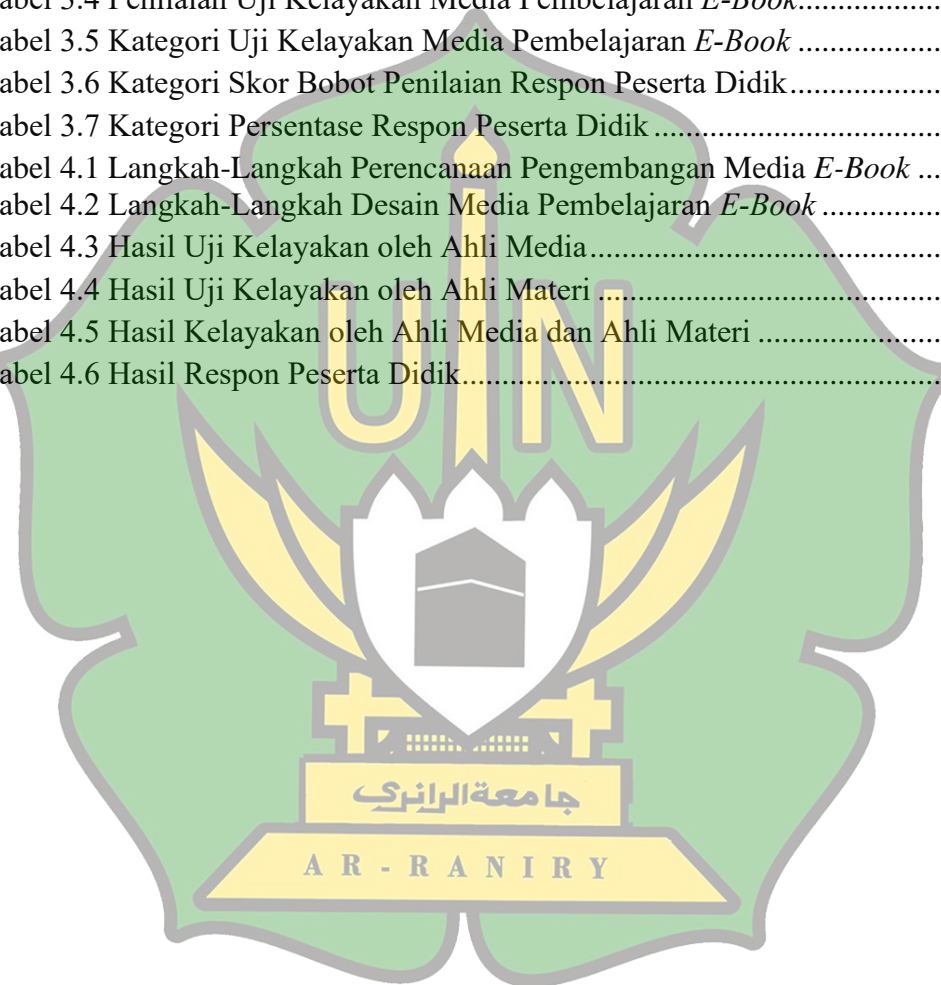 abel 3.4 Penilaian Uji Kelayakan Media Pembelajaran E-Book....................
abel 3.5 Kategori Uji Kelayakan Media Pembelajaran E-Book ....................
abel 3.6 Kategori Skor Bobot Penilaian Respon Peserta Didik....................
abel 3.7 Kategori Persentase Respon Peserta Didik....................................
abel 4.1 Langkah-Langkah Perencanaan Pengembangan Media E-Book ...
abel 4.2 Langkah-Langkah Desain Media Pembelajaran E-Book ................
abel 4.3 Hasil Uji Kelayakan oleh Ahli Media.............................................
abel 4.4 Hasil Uji Kelayakan oleh Ahli Materi ............................................
abel 4.5 Hasil Kelayakan oleh Ahli Media dan Ahli Materi ........................
abel 4.6 Hasil Respon Peserta Didik.............................................................
UIN
جامعةالرانري
AR-RANIRY